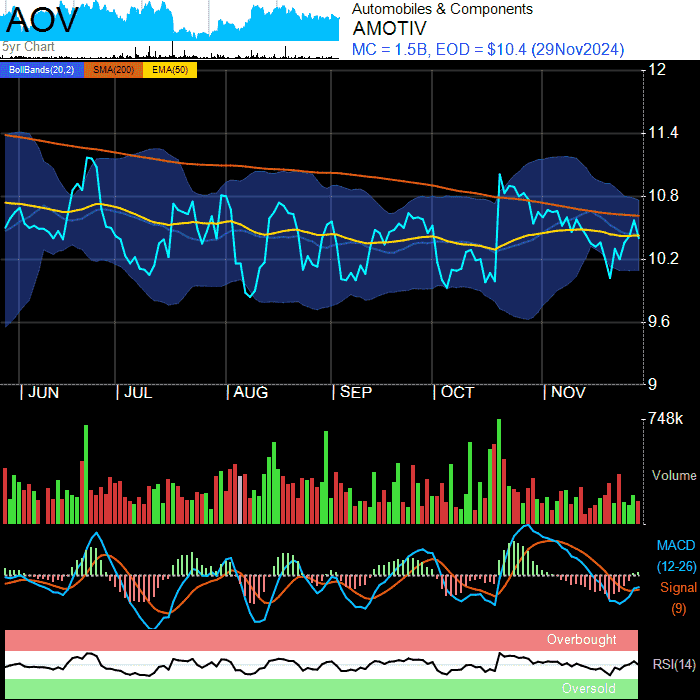 AOV
5yr Chart
Automobiles & Components
AMOTIV
MC = 1.5B, EOD = $10.4 (29Nov2024)
BollBands(20,2) SMA(200) EMA(50)
12
11.4
10.8
10.2
9.6
9
JUN JUL AUG SEP OCT NOV
748k
Volume
MACD
(12-26)
Signal
(9)
Overbought
RSI(14)
Oversold